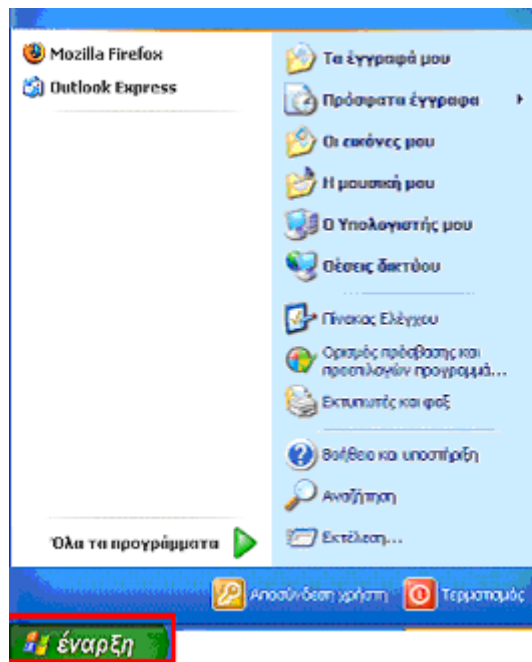 Mozilla Firefox
Outlook Express
Τα έγγραφά μου
Πρόσφατα έγγραφα
Οι εικόνες μου
Η μουσική μου
Ο Υπολογιστής μου
Θέσεις δικτύου
Πίνακας Ελέγχου
Ορισμός πρόσβασης και
προεπιλογών προγραμμά...
Εκτυπωτές και φαξ
Βοήθεια και υποστήριξη
Αναζήτηση
Εκτέλεση...
Όλα τα προγράμματα
Αποσύνδεση χρήστη
Τερματισμός
έναρξη